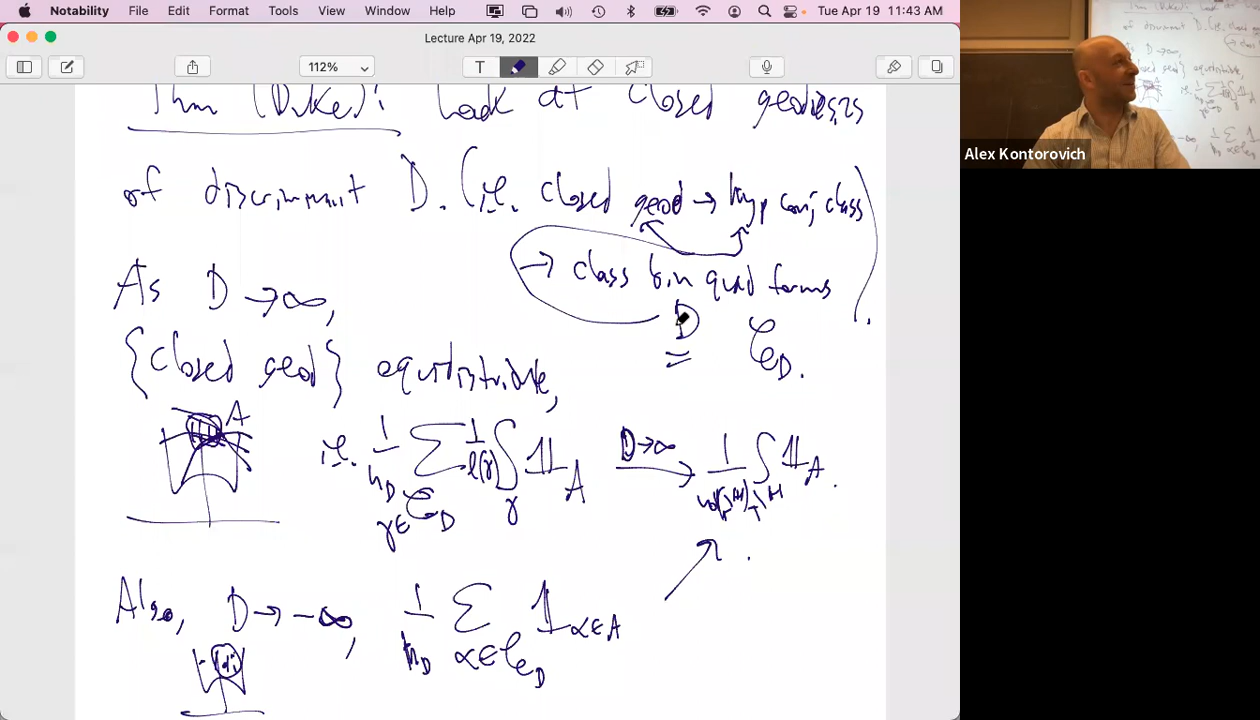 Notability File Edit Format Tools View Window Help Tue Apr 19 11:43 AM
Lecture Apr 19, 2022
112%
T
Alex Kontorovich
Thm (Duke): Look at closed geodesics
of discriminant D. (i.e. closed geod → hyp conj class
→ class bin quad forms
D 𝒞_D.)
As D → ∞,
{closed geod} equidistribute,
A
i.e. 1/h_D ∑_{γ∈𝒞_D} 1/ℓ(γ) ∫_γ 𝟙_A →^{D→∞} 1/vol(Γ\ℍ) ∫_{Γ\ℍ} 𝟙_A.
Also, D → -∞, 1/h_D ∑_{α∈𝒞_D} 𝟙_{α∈A}